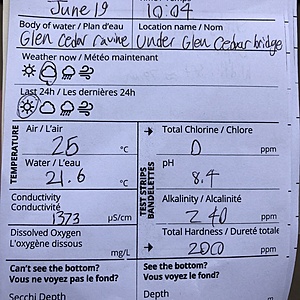 June 19
10:04
Body of water / Plan d'eau
Location name / Nom
Glen Cedar ravine
Under Glen Cedar bridge
Weather now / Météo maintenant
Last 24h / Les dernières 24h
TEMPERATURE
Air / L'air
25 °C
Water / L'eau
21.6 °C
Conductivity
Conductivité
1373 µS/cm
Dissolved Oxygen
L'oxygène dissous
mg/L
TEST STRIPS
BANDELETTES
Total Chlorine / Chlore
0 ppm
pH
8.4
Alkalinity / Alcalinité
240 ppm
Total Hardness / Dureté totale
2000 ppm
Can't see the bottom?
Vous ne voyez pas le fond?
See the bottom?
Vous voyez le fond?
Secchi Depth
Depth